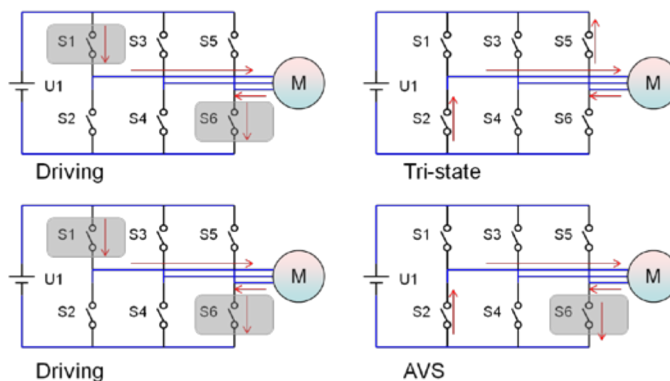 S1 S3 S5
U1 M
S2 S4 S6
Driving
S1 S3 S5
U1 M
S2 S4 S6
Tri-state
S1 S3 S5
U1 M
S2 S4 S6
Driving
S1 S3 S5
U1 M
S2 S4 S6
AVS